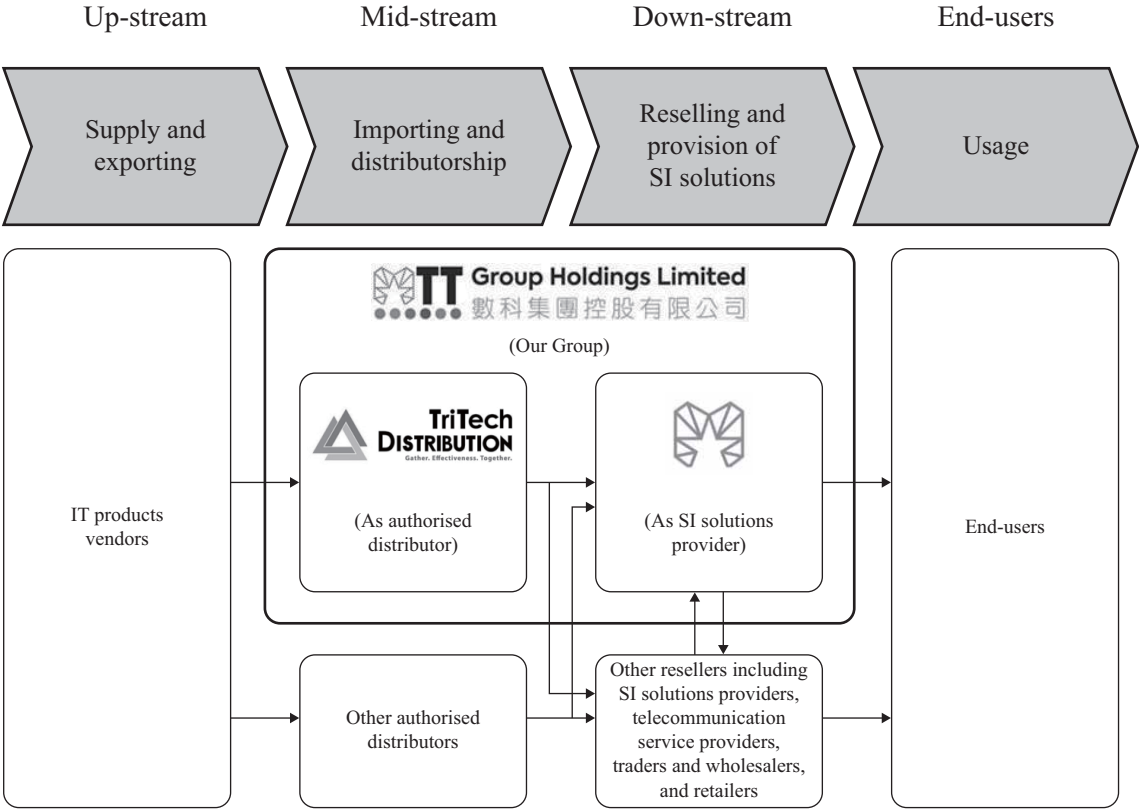 Up-stream
Mid-stream
Down-stream
End-users
Supply and
exporting
Importing and
distributorship
Reselling and
provision of
SI solutions
Usage
TT Group Holdings Limited
數科集團控股有限公司
(Our Group)
TriTech
DISTRIBUTION
Gather. Effectiveness. Together.
(As authorised
distributor)
(As SI solutions
provider)
IT products
vendors
End-users
Other authorised
distributors
Other resellers including
SI solutions providers,
telecommunication
service providers,
traders and wholesalers,
and retailers